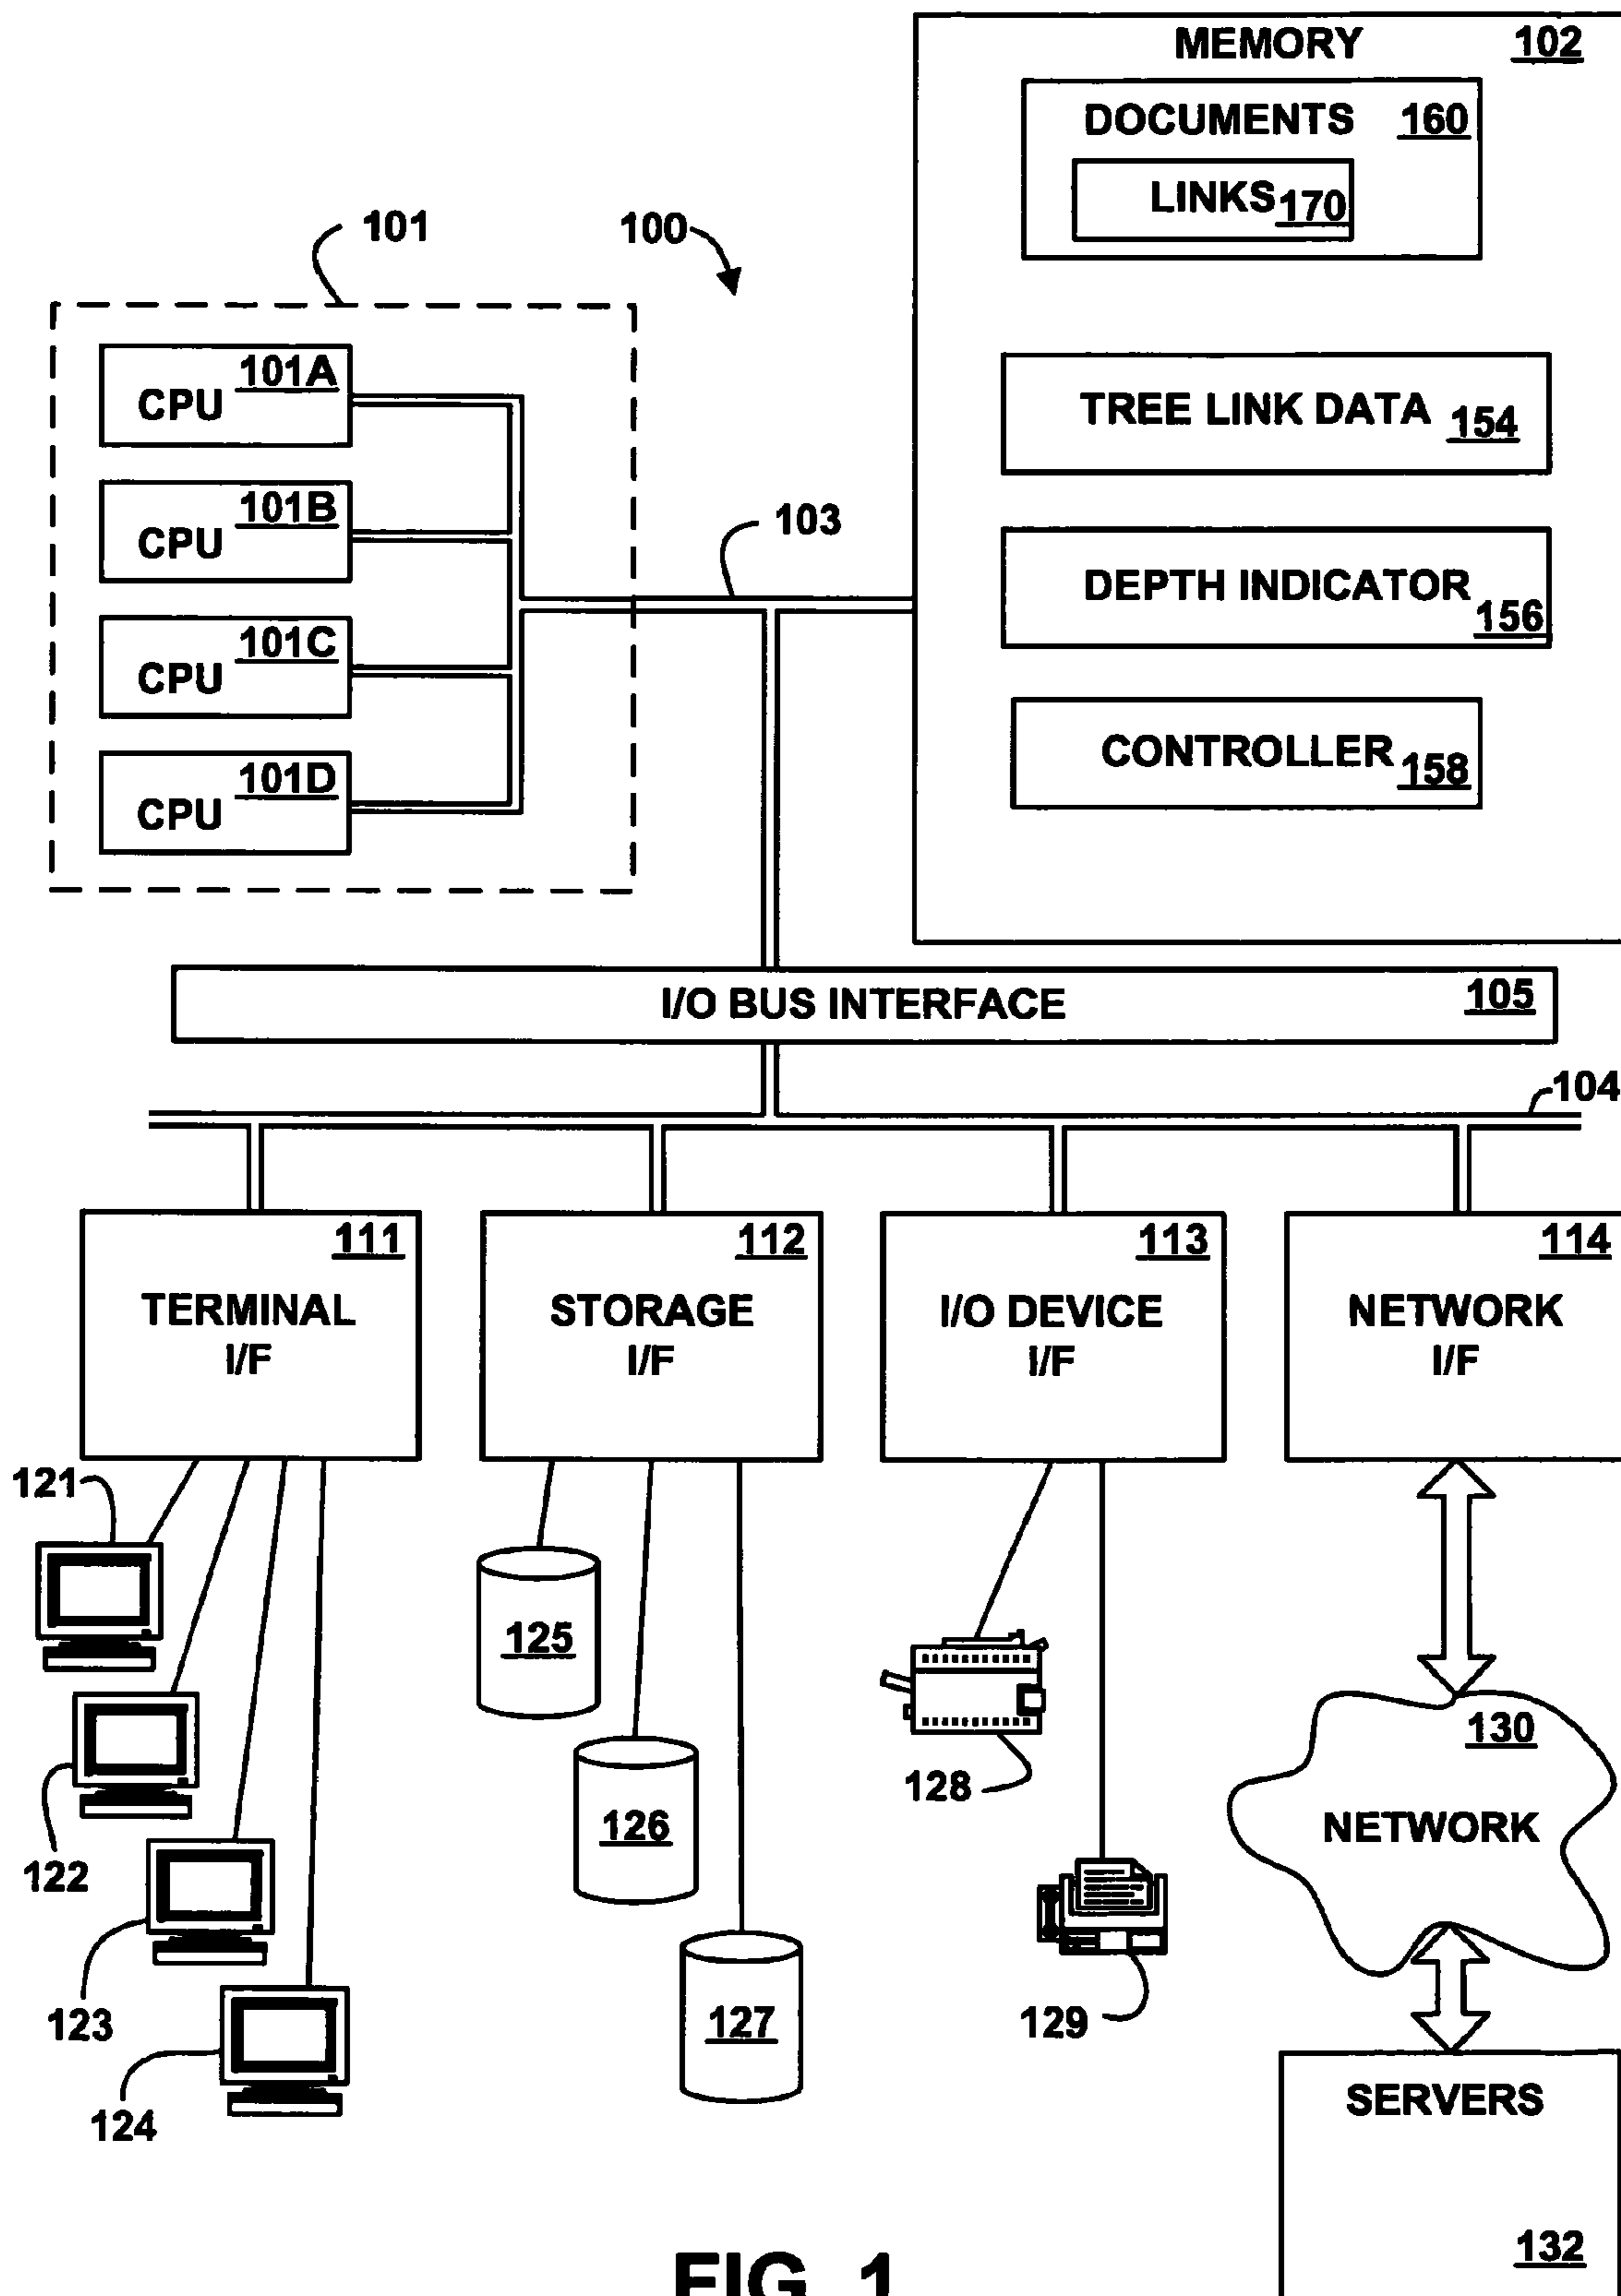 MEMORY 102
DOCUMENTS 160
LINKS 170
101
100
CPU 101A
TREE LINK DATA 154
CPU 101B
103
DEPTH INDICATOR 156
CPU 101C
CONTROLLER 158
CPU 101D
I/O BUS INTERFACE 105
104
111
TERMINAL
I/F
112
STORAGE
I/F
113
I/O DEVICE
I/F
114
NETWORK
I/F
121
122
123
124
125
126
127
128
129
130
NETWORK
SERVERS
132
FIG. 1